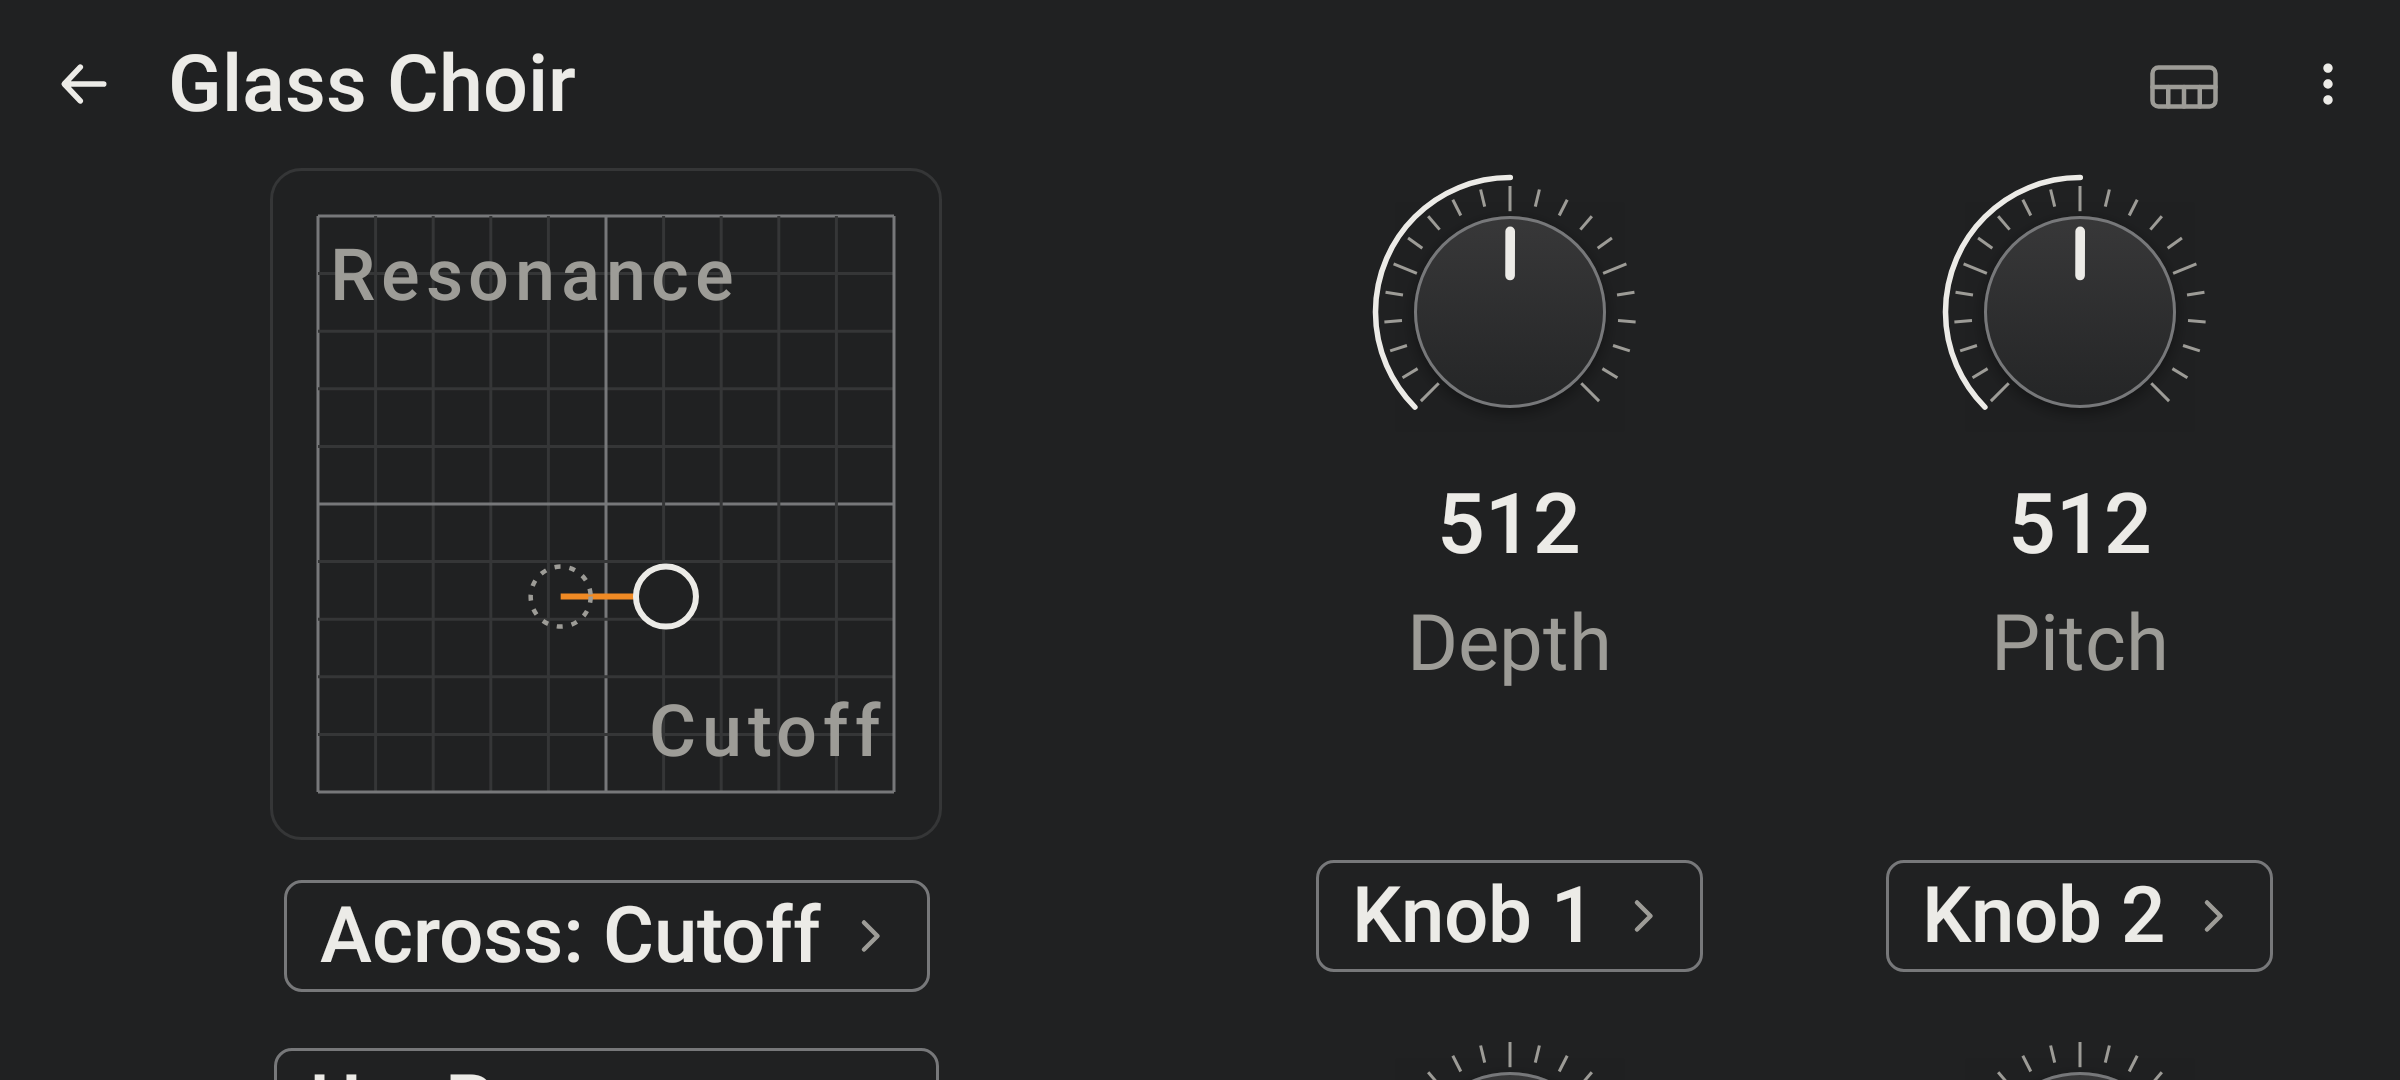 Glass Choir
Resonance
Cutoff
512
Depth
512
Pitch
Across: Cutoff
Knob 1
Knob 2